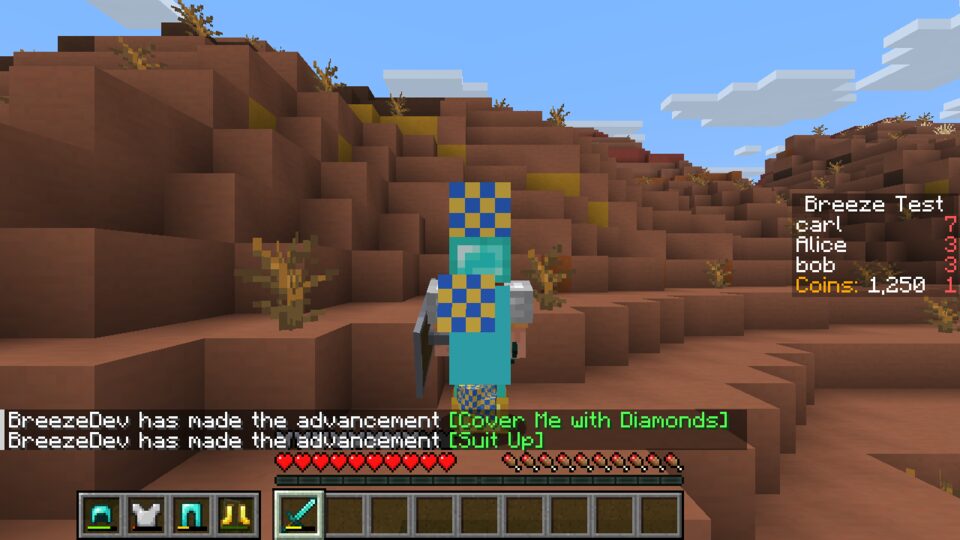 Breeze Test
carl 7
Alice 3
bob 3
Coins: 1,250 1
BreezeDev has made the advancement [Cover Me with Diamonds]
BreezeDev has made the advancement [Suit Up]